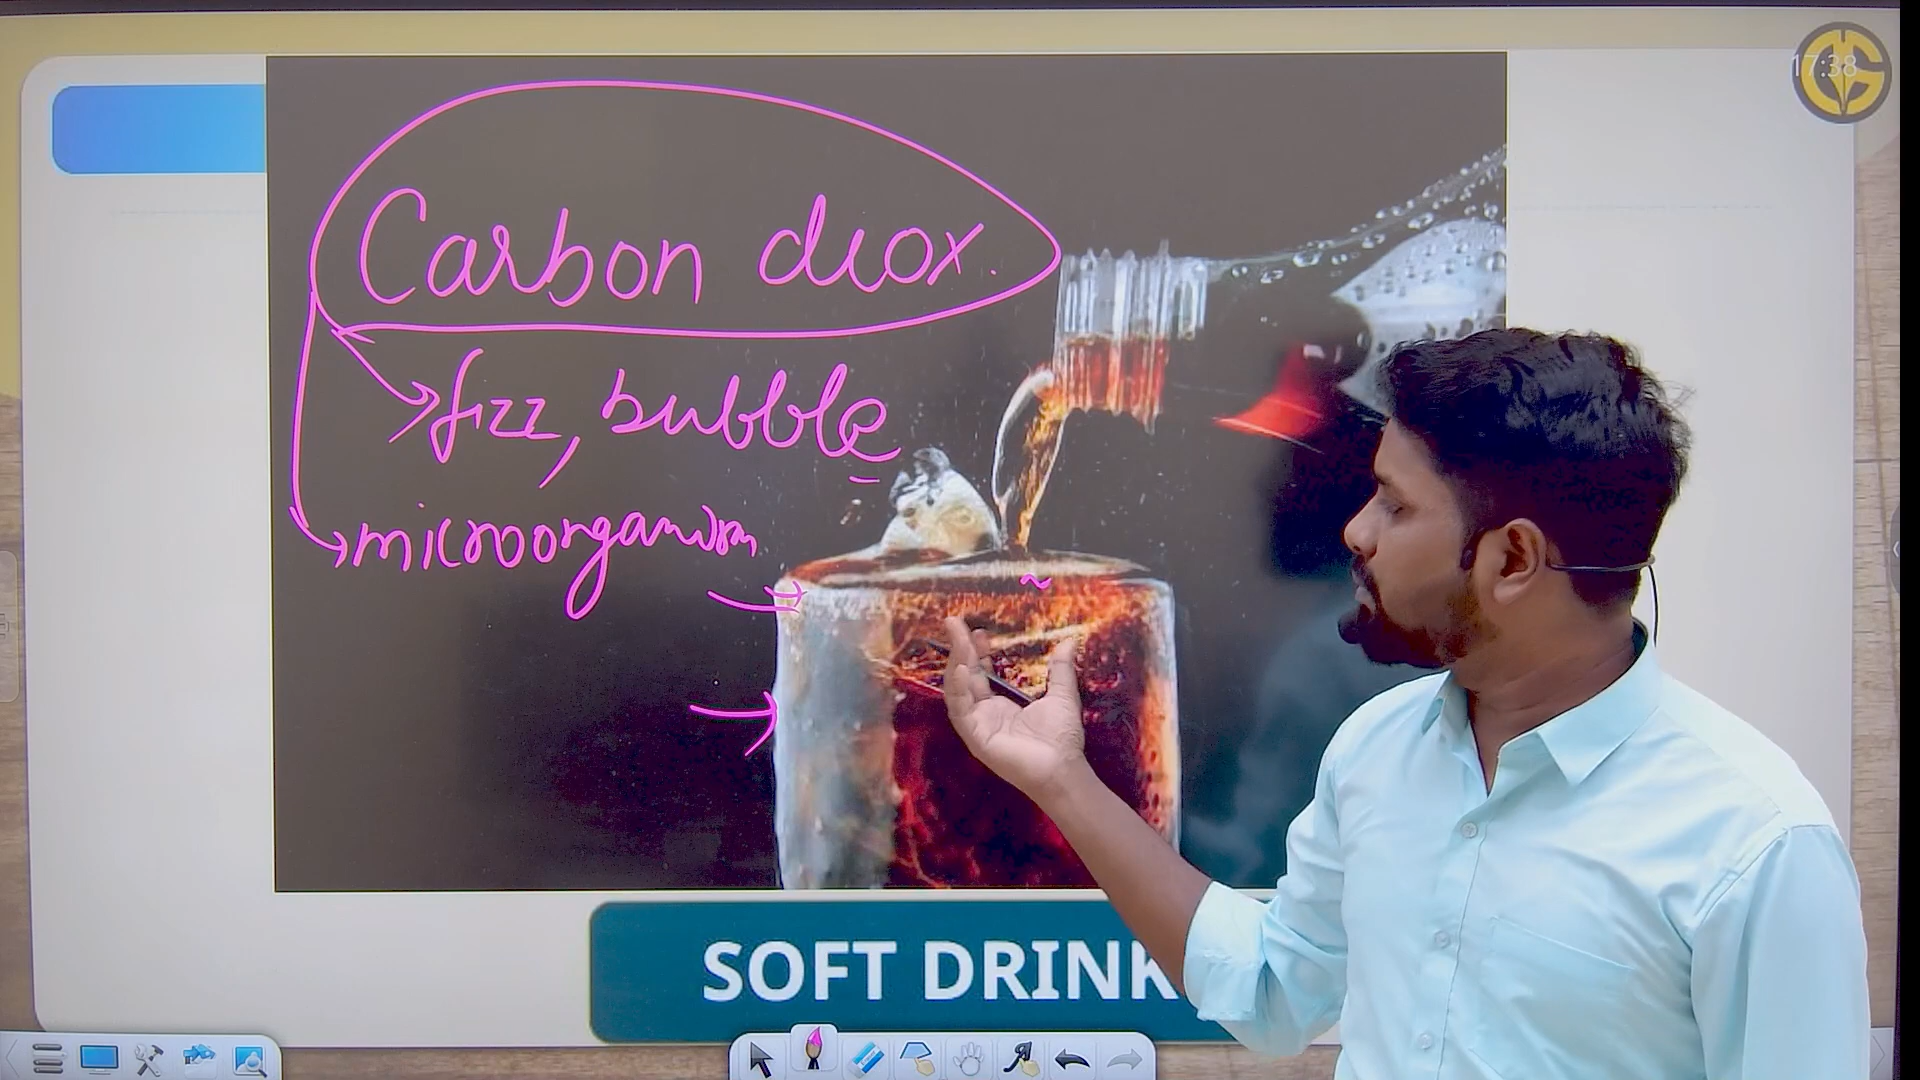 17:38
Carbon diox.
fizz, bubble
microorganism
SOFT DRINK